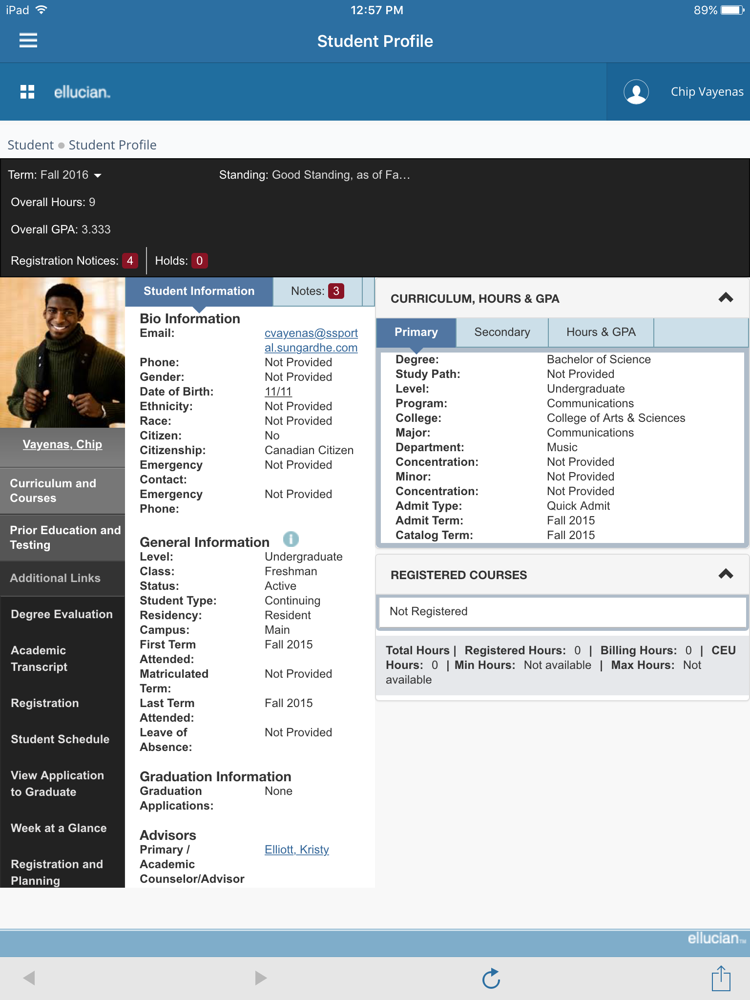 iPad
12:57 PM
89%
Student Profile
ellucian™
Chip Vayenas
Student • Student Profile
Term: Fall 2016
Standing: Good Standing, as of Fa...
Overall Hours: 9
Overall GPA: 3.333
Registration Notices: 4
Holds: 0
Vayenas, Chip
Curriculum and
Courses
Prior Education and
Testing
Additional Links
Degree Evaluation
Academic
Transcript
Registration
Student Schedule
View Application
to Graduate
Week at a Glance
Registration and
Planning
Student Information
Notes: 3
Bio Information
Email: cvayenas@ssport
al.sungardhe.com
Phone: Not Provided
Gender: Not Provided
Date of Birth: 11/11
Ethnicity: Not Provided
Race: Not Provided
Citizen: No
Citizenship: Canadian Citizen
Emergency Not Provided
Contact:
Emergency Not Provided
Phone:
General Information
Level: Undergraduate
Class: Freshman
Status: Active
Student Type: Continuing
Residency: Resident
Campus: Main
First Term Fall 2015
Attended:
Matriculated Not Provided
Term:
Last Term Fall 2015
Attended:
Leave of Not Provided
Absence:
Graduation Information
Graduation None
Applications:
Advisors
Primary / Elliott, Kristy
Academic
Counselor/Advisor
CURRICULUM, HOURS & GPA
Primary
Secondary
Hours & GPA
Degree: Bachelor of Science
Study Path: Not Provided
Level: Undergraduate
Program: Communications
College: College of Arts & Sciences
Major: Communications
Department: Music
Concentration: Not Provided
Minor: Not Provided
Concentration: Not Provided
Admit Type: Quick Admit
Admit Term: Fall 2015
Catalog Term: Fall 2015
REGISTERED COURSES
Not Registered
Total Hours | Registered Hours: 0 | Billing Hours: 0 | CEU
Hours: 0 | Min Hours: Not available | Max Hours: Not
available
ellucian™